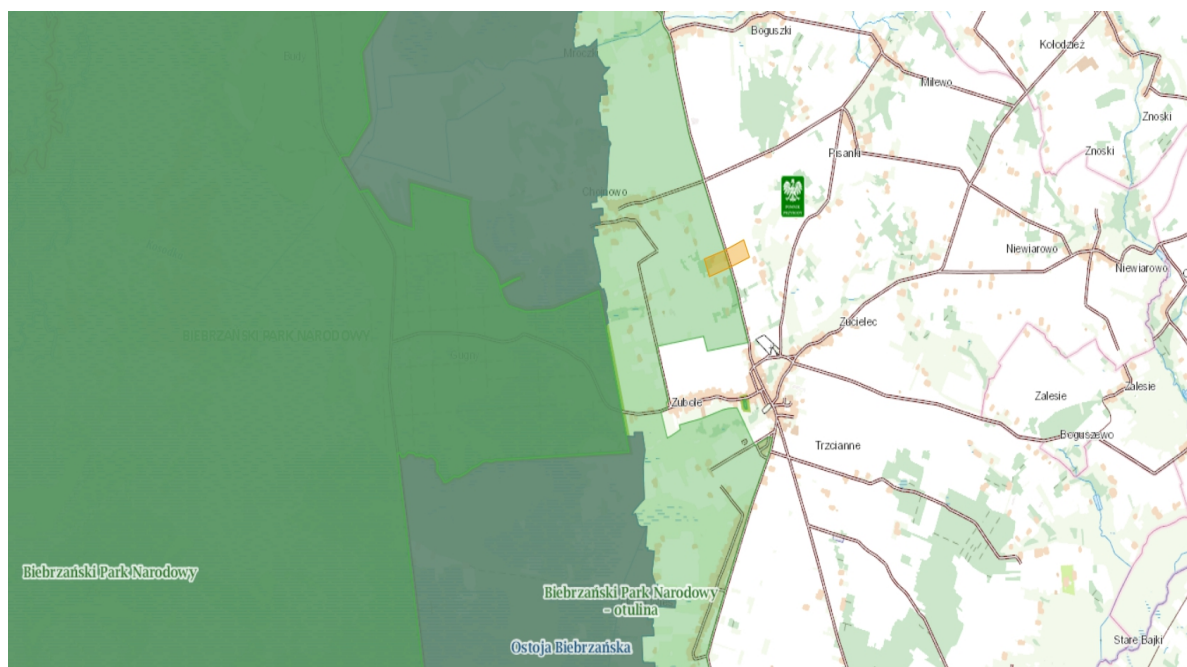 Boguszki
Kołodzież
Milewo
Znoski
Znoski
Pisanki
Niewiarowo
Niewiarowo
BIEBRZAŃSKI PARK NARODOWY
Zucielec
Zubole
Zalesie
Zalesie
Boguszewo
Trzcianne
Biebrzański Park Narodowy
Biebrzański Park Narodowy
- otulina
Ostoja Biebrzańska
Stare Bajki